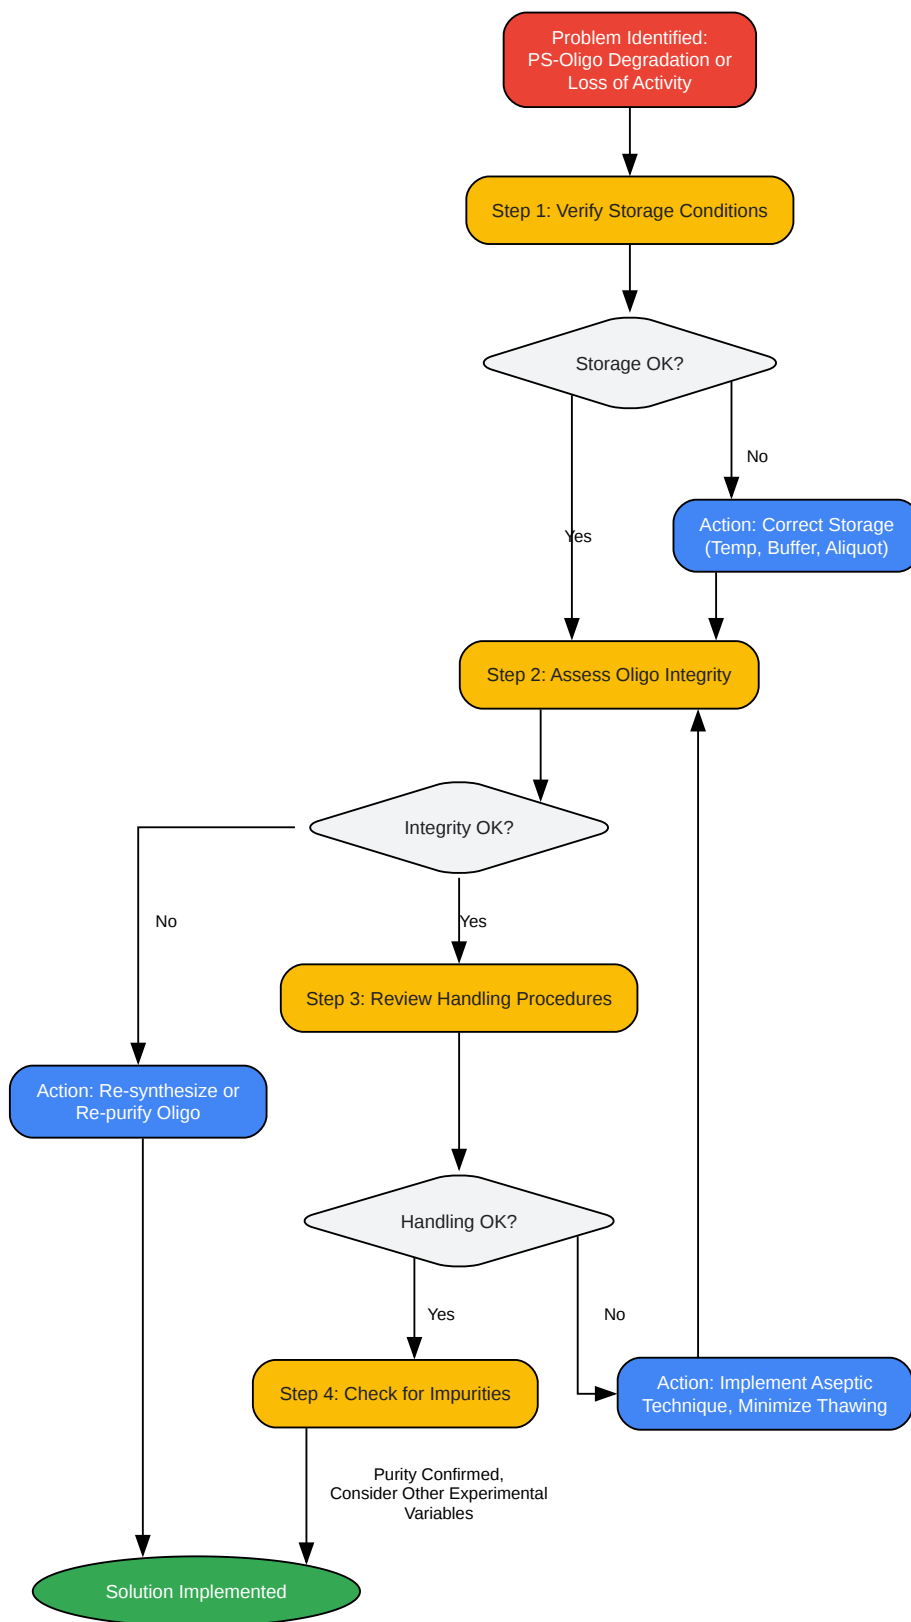 Problem Identified:
PS-Oligo Degradation or
Loss of Activity
Step 1: Verify Storage Conditions
Storage OK?
No
Action: Correct Storage
(Temp, Buffer, Aliquot)
Yes
Step 2: Assess Oligo Integrity
Integrity OK?
No
Yes
Step 3: Review Handling Procedures
Action: Re-synthesize or
Re-purify Oligo
Handling OK?
Yes
No
Step 4: Check for Impurities
Action: Implement Aseptic
Technique, Minimize Thawing
Purity Confirmed,
Consider Other Experimental
Variables
Solution Implemented